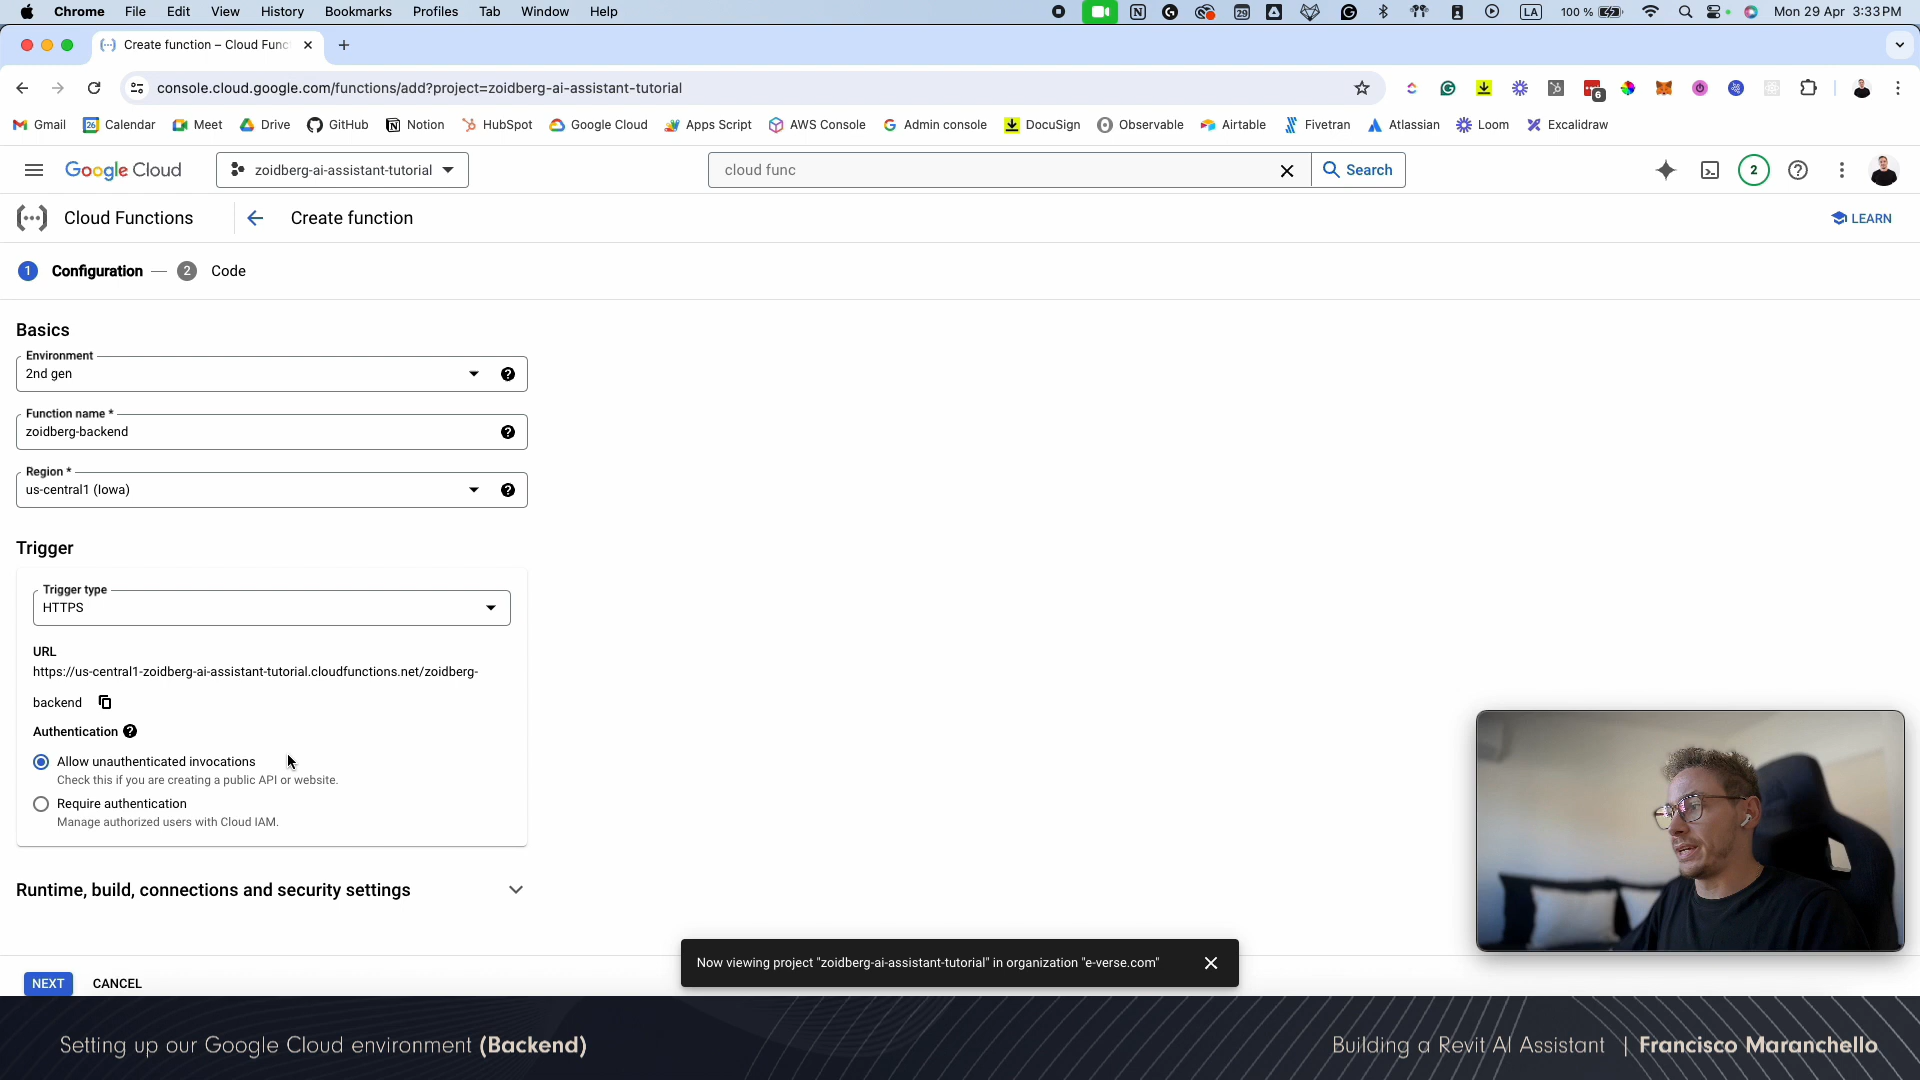 Chrome File Edit View History Bookmarks Profiles Tab Window Help
29 LA 100 % Mon 29 Apr 3:33 PM
Create function – Cloud Func
console.cloud.google.com/functions/add?project=zoidberg-ai-assistant-tutorial
6
Gmail 26 Calendar Meet Drive GitHub Notion HubSpot Google Cloud Apps Script AWS Console Admin console DocuSign Observable Airtable Fivetran Atlassian Loom Excalidraw
Google Cloud zoidberg-ai-assistant-tutorial cloud func Search 2
Cloud Functions Create function LEARN
1 Configuration — 2 Code
Basics
Environment
2nd gen
Function name *
zoidberg-backend
Region *
us-central1 (Iowa)
Trigger
Trigger type
HTTPS
URL
https://us-central1-zoidberg-ai-assistant-tutorial.cloudfunctions.net/zoidberg-
backend
Authentication
Allow unauthenticated invocations
Check this if you are creating a public API or website.
Require authentication
Manage authorized users with Cloud IAM.
Runtime, build, connections and security settings
Now viewing project "zoidberg-ai-assistant-tutorial" in organization "e-verse.com"
NEXT CANCEL
Setting up our Google Cloud environment (Backend)
Building a Revit AI Assistant | Francisco Maranchello